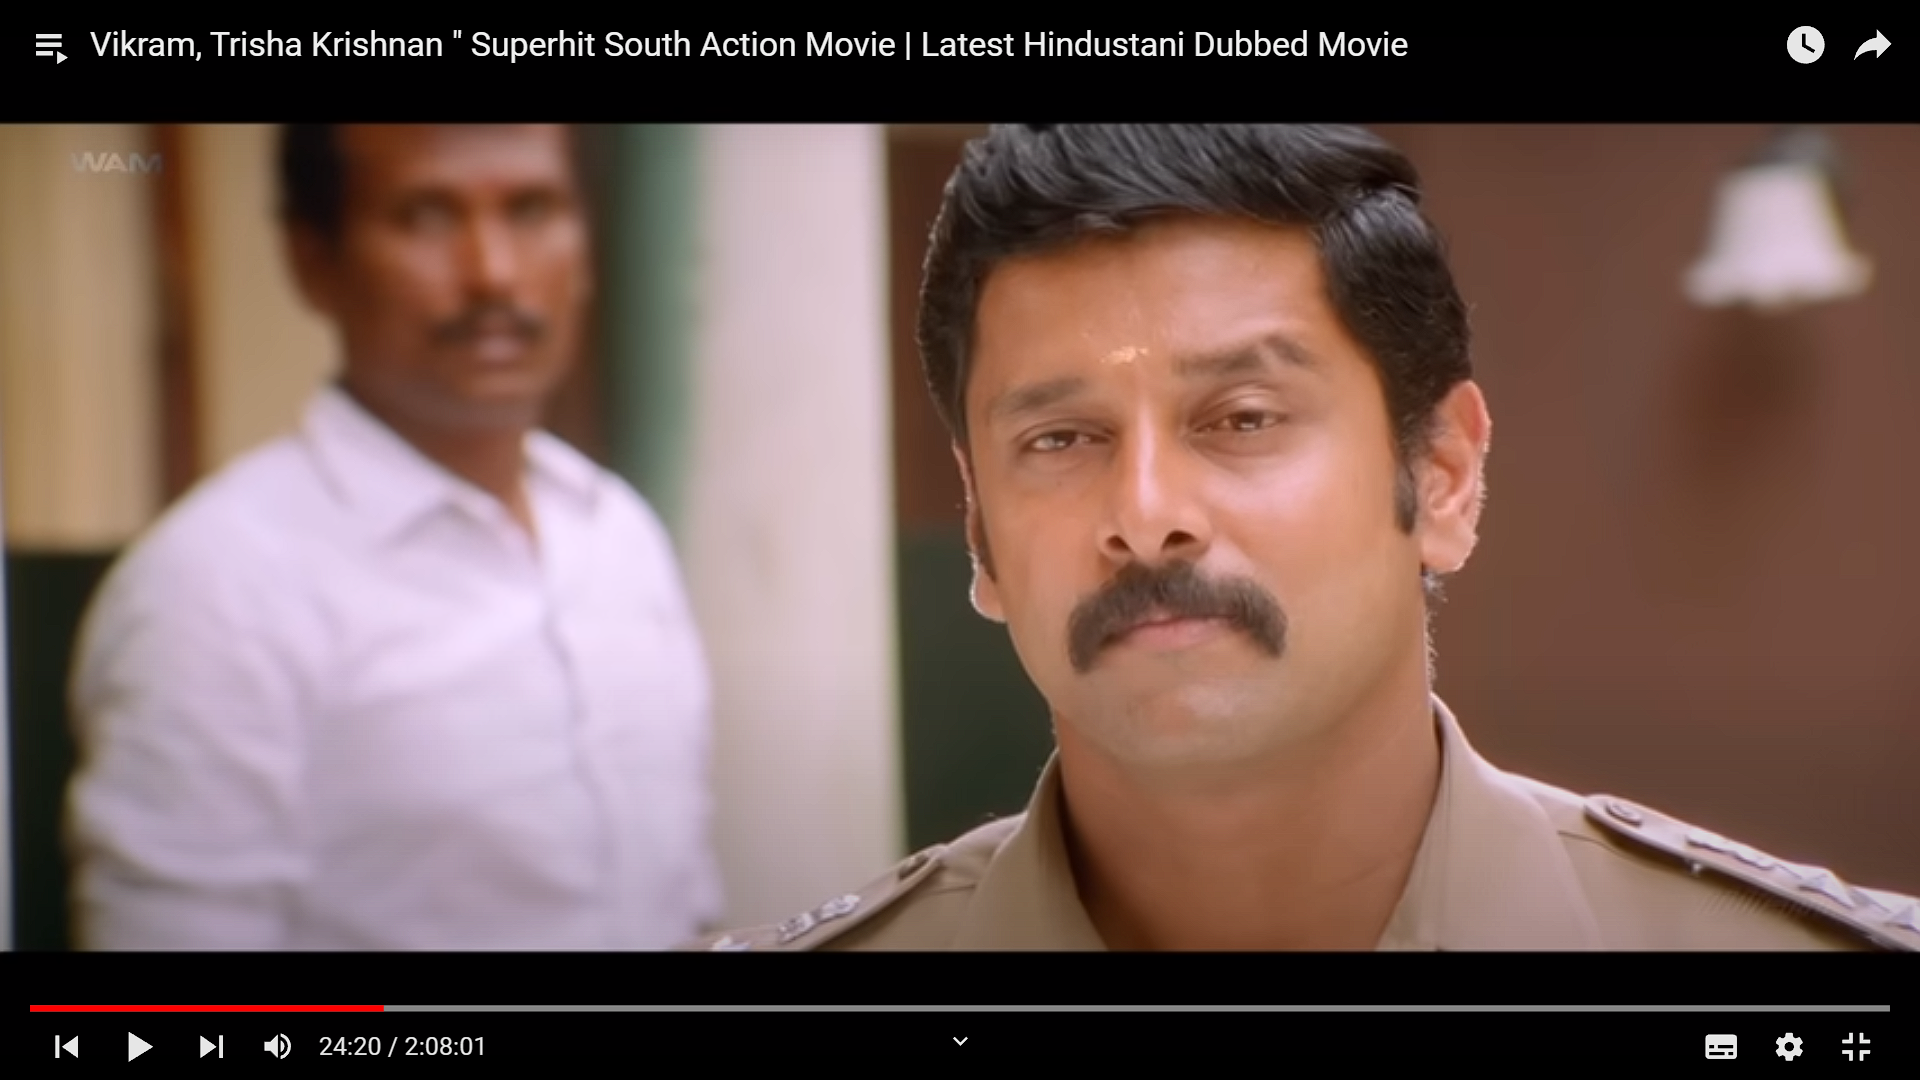 Vikram, Trisha Krishnan " Superhit South Action Movie | Latest Hindustani Dubbed Movie
WAM
24:20 / 2:08:01